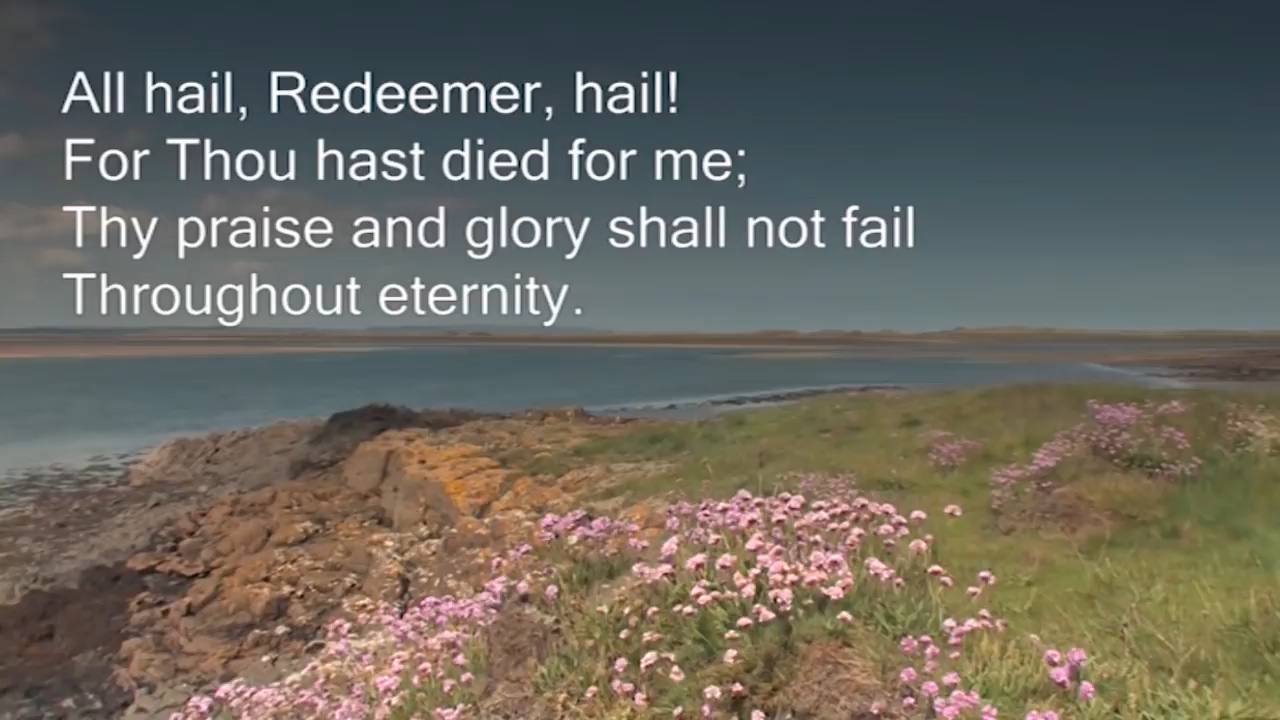 All hail, Redeemer, hail!
For Thou hast died for me;
Thy praise and glory shall not fail
Throughout eternity.